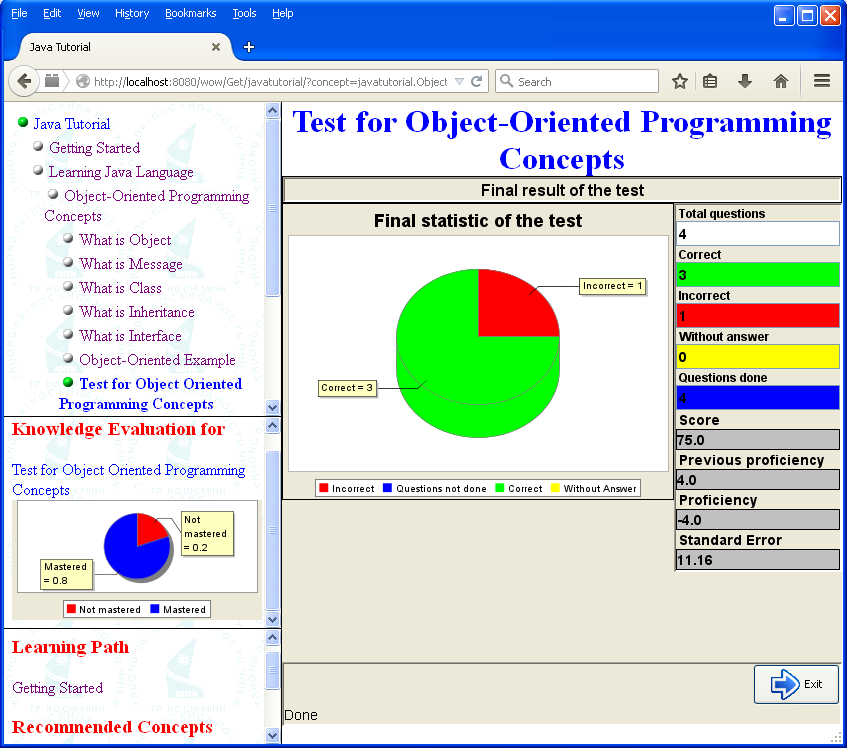 File Edit View History Bookmarks Tools Help
Java Tutorial
http://localhost:8080/wow/Get/javatutorial/?concept=javatutorial.Object
Search
Java Tutorial
Getting Started
Learning Java Language
Object-Oriented Programming
Concepts
What is Object
What is Message
What is Class
What is Inheritance
What is Interface
Object-Oriented Example
Test for Object Oriented
Programming Concepts
Knowledge Evaluation for
Test for Object Oriented Programming
Concepts
Not
mastered
= 0.2
Mastered
= 0.8
Not mastered Mastered
Learning Path
Getting Started
Recommended Concepts
Test for Object-Oriented Programming
Concepts
Final result of the test
Final statistic of the test
Incorrect = 1
Correct = 3
Incorrect Questions not done Correct Without Answer
Total questions
4
Correct
3
Incorrect
1
Without answer
0
Questions done
4
Score
75.0
Previous proficiency
4.0
Proficiency
-4.0
Standard Error
11.16
Exit
Done